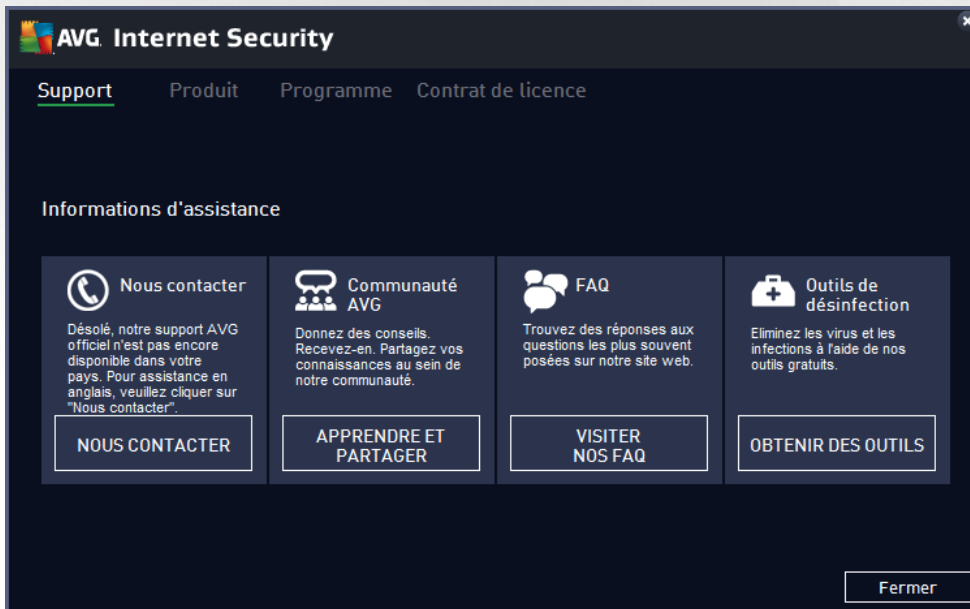 AVG Internet Security
Support
Produit
Programme
Contrat de licence
Informations d'assistance
Nous contacter
Désolé, notre support AVG
officiel n'est pas encore
disponible dans votre
pays. Pour assistance en
anglais, veuillez cliquer sur
"Nous contacter".
NOUS CONTACTER
Communauté
AVG
Donnez des conseils.
Recevez-en. Partagez vos
connaissances au sein de
notre communauté.
APPRENDRE ET
PARTAGER
FAQ
Trouvez des réponses aux
questions les plus souvent
posées sur notre site web.
VISITER
NOS FAQ
Outils de
désinfection
Eliminez les virus et les
infections à l'aide de nos
outils gratuits.
OBTENIR DES OUTILS
Fermer